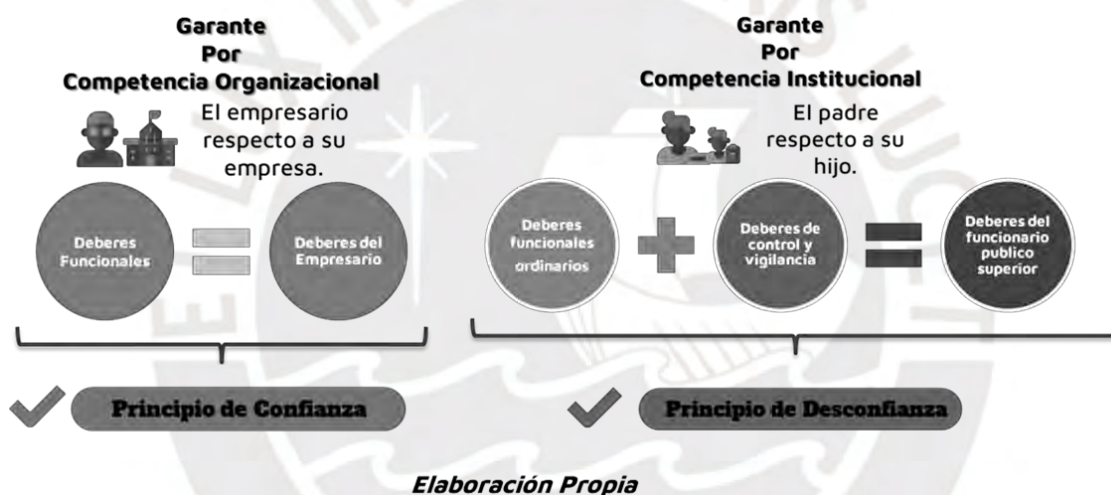 Garante
Por
Competencia Organizacional
El empresario
respecto a su
empresa.
Deberes
Funcionales
Deberes del
Empresario
Principio de Confianza
Garante
Por
Competencia Institucional
El padre
respecto a su
hijo.
Deberes
funcionales
ordinarios
Deberes de
control y
vigilancia
Deberes del
funcionario
publico
superior
Principio de Desconfianza
Elaboración Propia